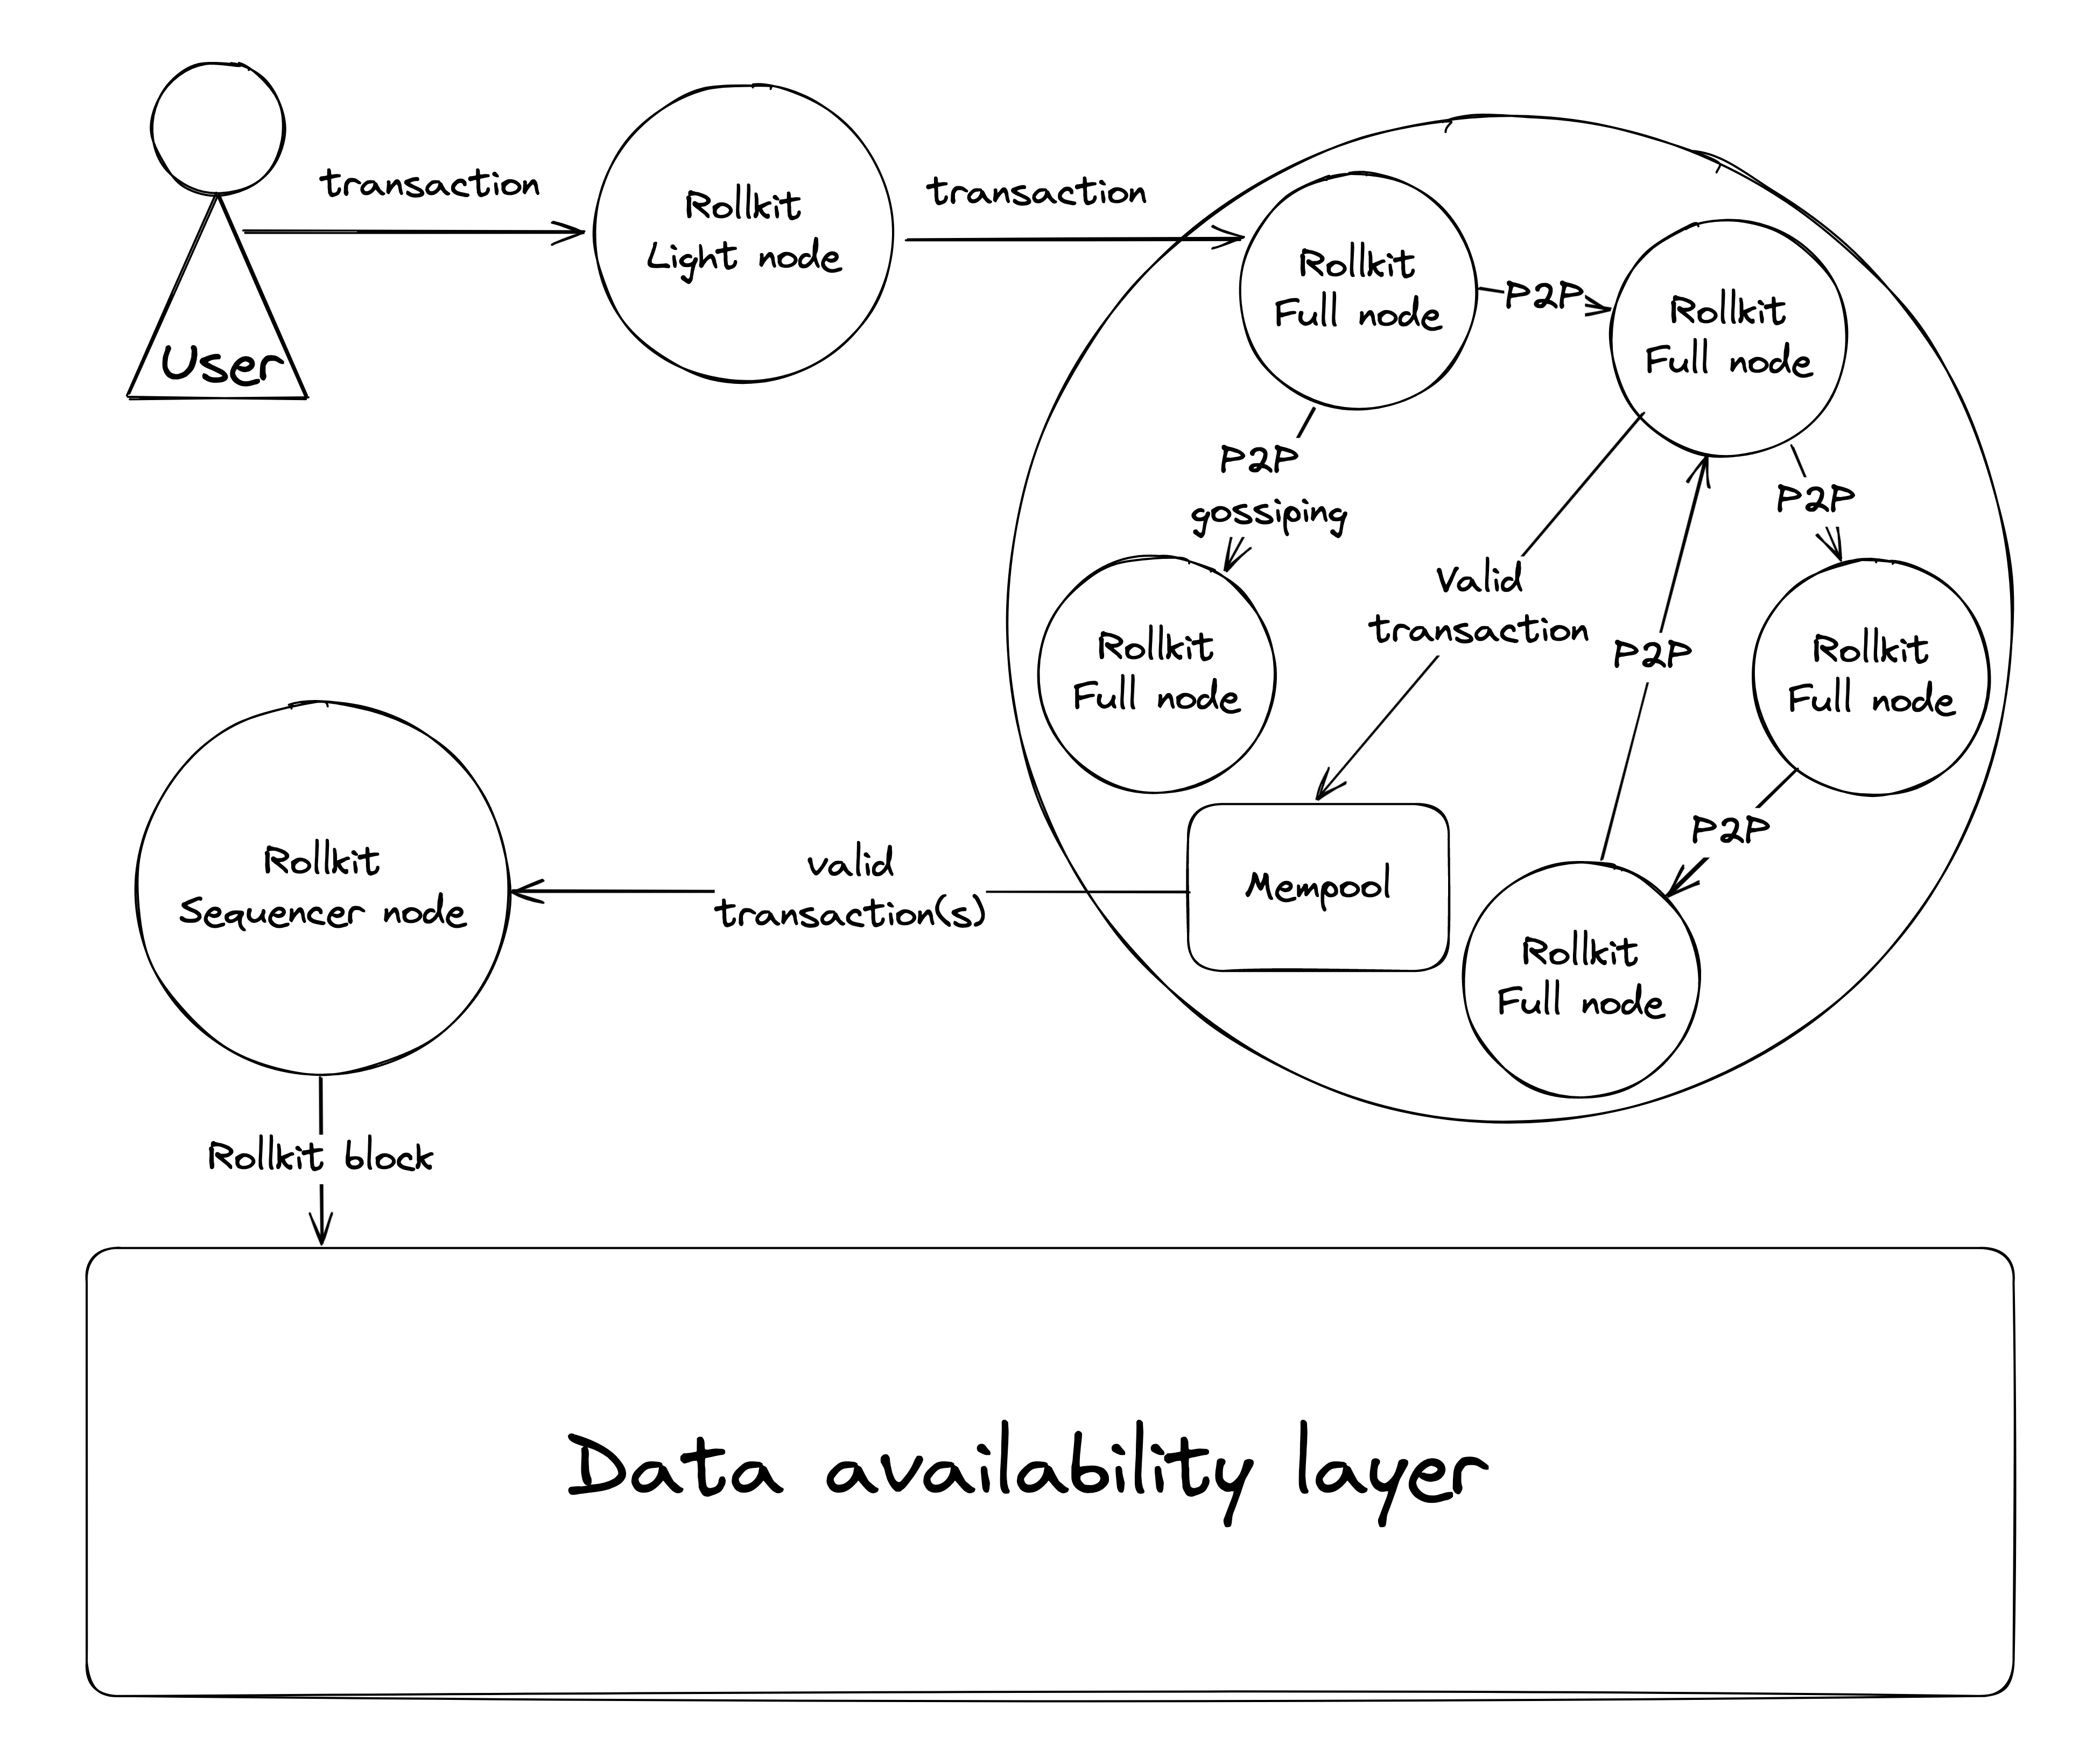 transaction
User
Rollkit
Light node
transaction
Rollkit
Full node
P2P
Rollkit
Full node
P2P
gossiping
P2P
Valid
transaction
P2P
Rollkit
Full node
Rollkit
Full node
P2P
Mempool
Rollkit
Full node
valid
transaction(s)
Rollkit
Sequencer node
Rollkit block
Data availability layer